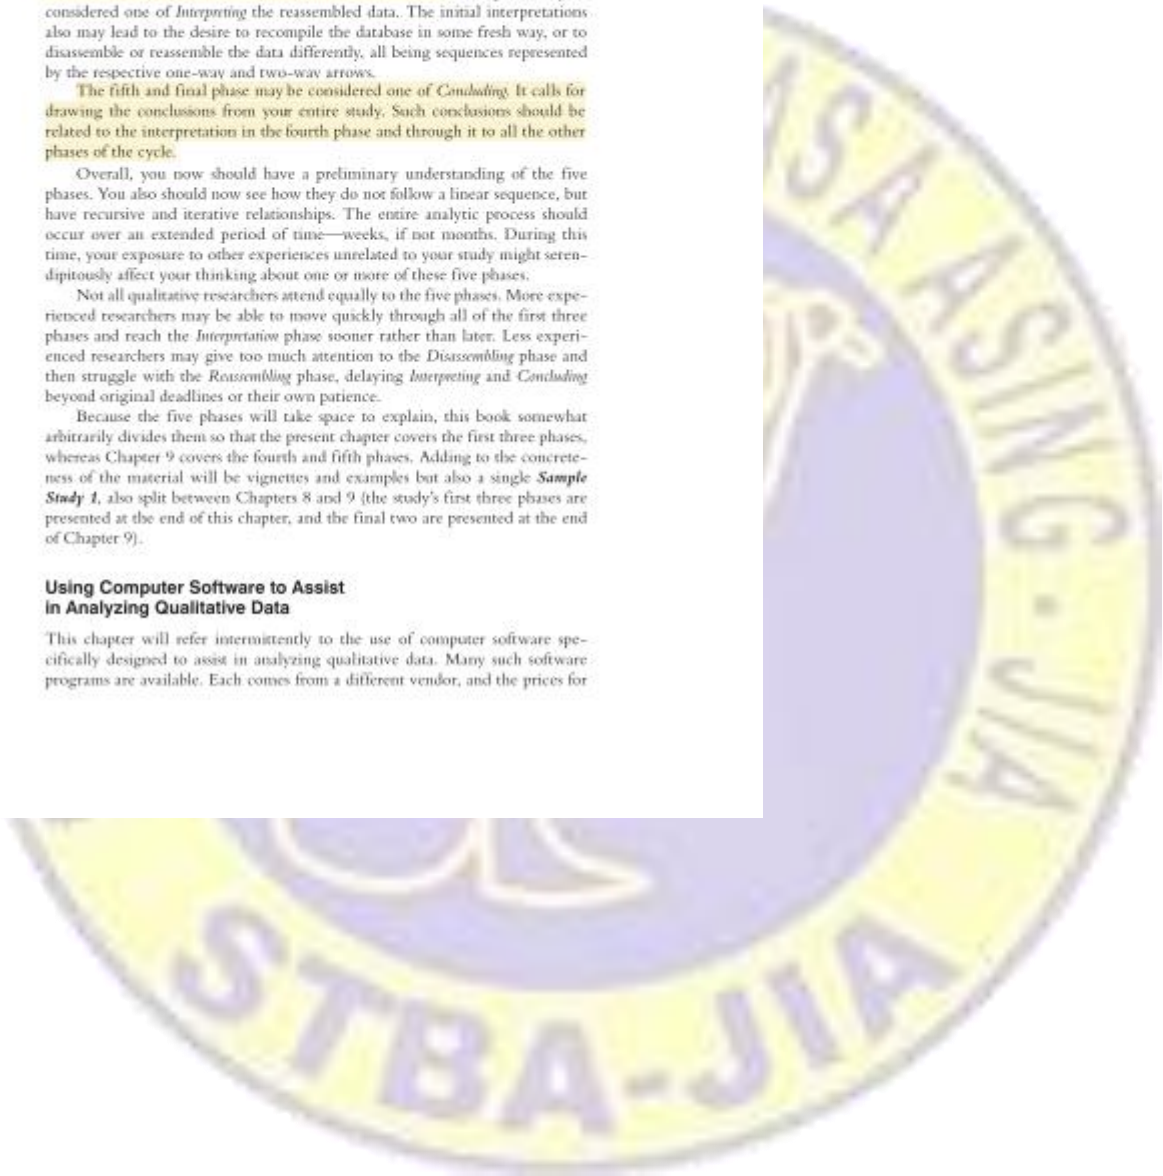 considered one of Interpreting the reassembled data. The initial interpretations
also may lead to the desire to recompile the database in some fresh way, or to
disassemble or reassemble the data differently, all being sequences represented
by the respective one-way and two-way arrows.
The fifth and final phase may be considered one of Concluding. It calls for
drawing the conclusions from your entire study. Such conclusions should be
related to the interpretation in the fourth phase and through it to all the other
phases of the cycle.
Overall, you now should have a preliminary understanding of the five
phases. You also should now see how they do not follow a linear sequence, but
have recursive and iterative relationships. The entire analytic process should
occur over an extended period of time—weeks, if not months. During this
time, your exposure to other experiences unrelated to your study might seren-
dipitously affect your thinking about one or more of these five phases.
Not all qualitative researchers attend equally to the five phases. More expe-
rienced researchers may be able to move quickly through all of the first three
phases and reach the Interpretation phase sooner rather than later. Less experi-
enced researchers may give too much attention to the Disassembling phase and
then struggle with the Reassembling phase, delaying Interpreting and Concluding
beyond original deadlines or their own patience.
Because the five phases will take space to explain, this book somewhat
arbitrarily divides them so that the present chapter covers the first three phases,
whereas Chapter 9 covers the fourth and fifth phases. Adding to the concrete-
ness of the material will be vignettes and examples but also a single Sample
Study 1, also split between Chapters 8 and 9 (the study's first three phases are
presented at the end of this chapter, and the final two are presented at the end
of Chapter 9).
Using Computer Software to Assist
in Analyzing Qualitative Data
This chapter will refer intermittently to the use of computer software spe-
cifically designed to assist in analyzing qualitative data. Many such software
programs are available. Each comes from a different vendor, and the prices for
ASA ASING · JIA
STBA-JIA